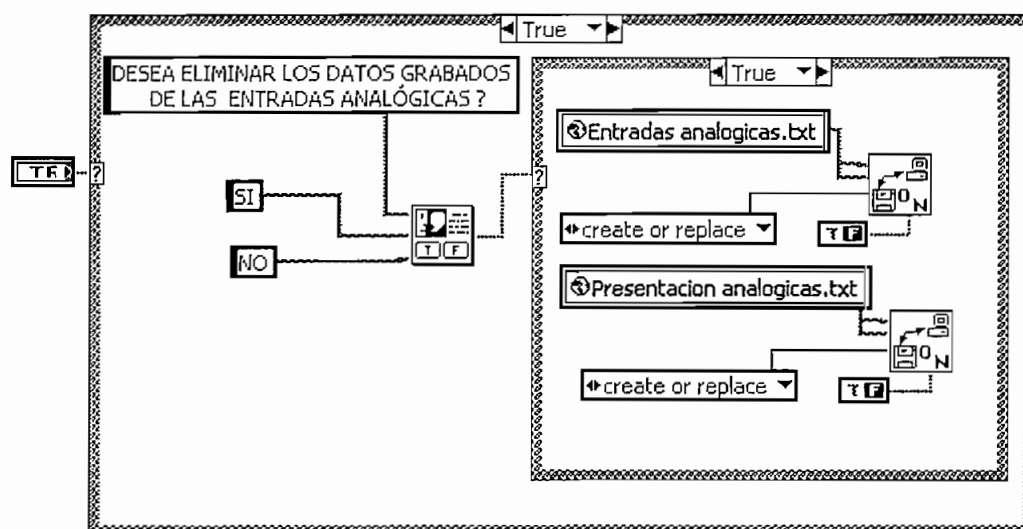 True
DESEA ELIMINAR LOS DATOS GRABADOS
DE LAS ENTRADAS ANALÓGICAS ?
True
Entradas analogicas.txt
TF
?
?
SI
O N
T F
create or replace
T F
NO
Presentacion analogicas.txt
O N
create or replace
T F